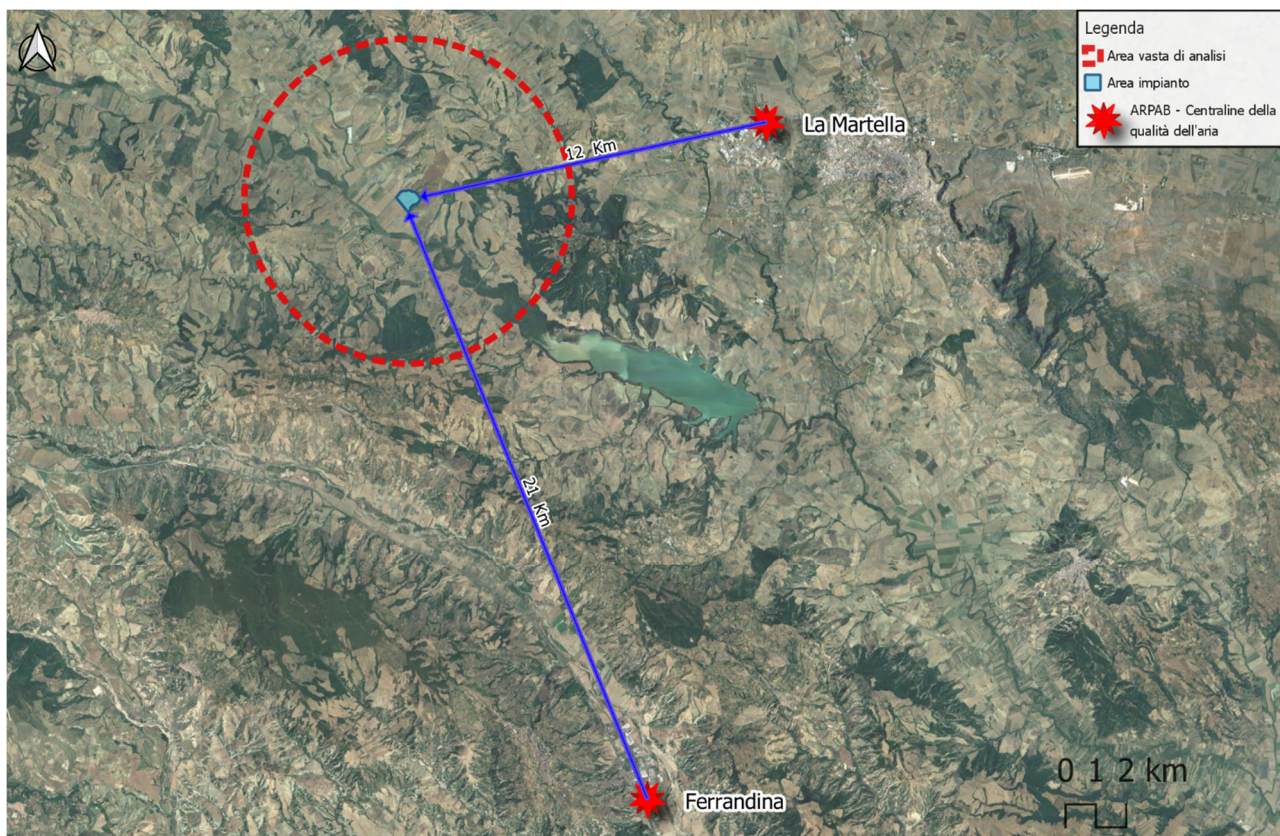 Legenda
Area vasta di analisi
Area impianto
ARPAB - Centraline della
qualità dell'aria
La Martella
12 Km
21 Km
Ferrandina
0 1 2 km